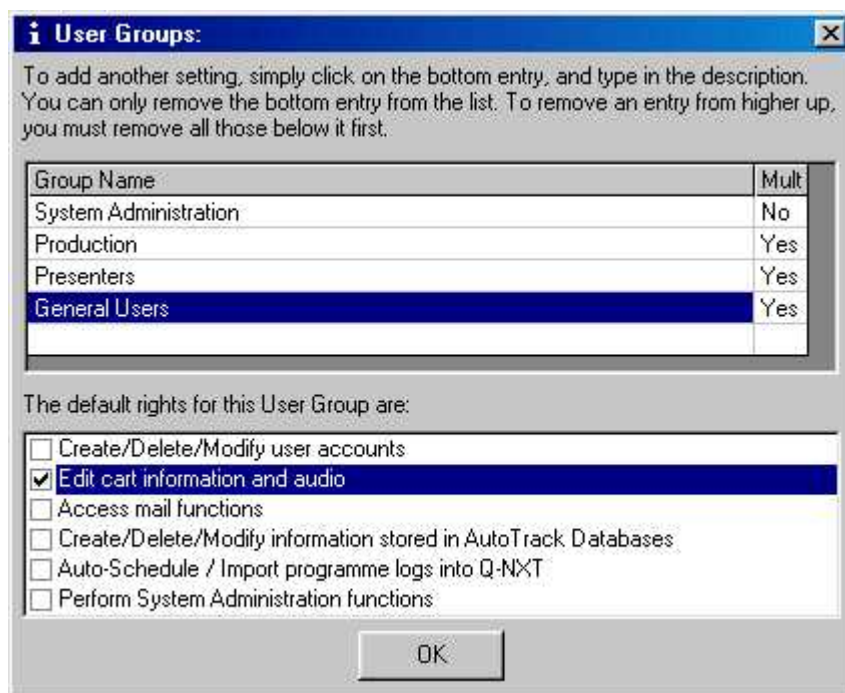 i User Groups:
To add another setting, simply click on the bottom entry, and type in the description.
You can only remove the bottom entry from the list. To remove an entry from higher up,
you must remove all those below it first.
Group Name Mult
System Administration No
Production Yes
Presenters Yes
General Users Yes
The default rights for this User Group are:
Create/Delete/Modify user accounts
Edit cart information and audio
Access mail functions
Create/Delete/Modify information stored in AutoTrack Databases
Auto-Schedule / Import programme logs into Q-NXT
Perform System Administration functions
OK